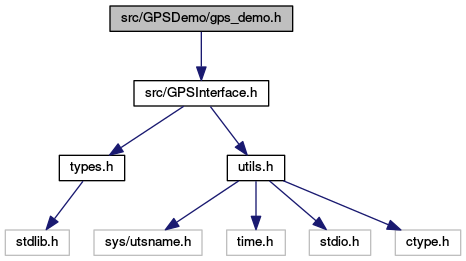 src/GPSDemo/gps_demo.h
src/GPSInterface.h
types.h
utils.h
stdlib.h
sys/utsname.h
time.h
stdio.h
ctype.h